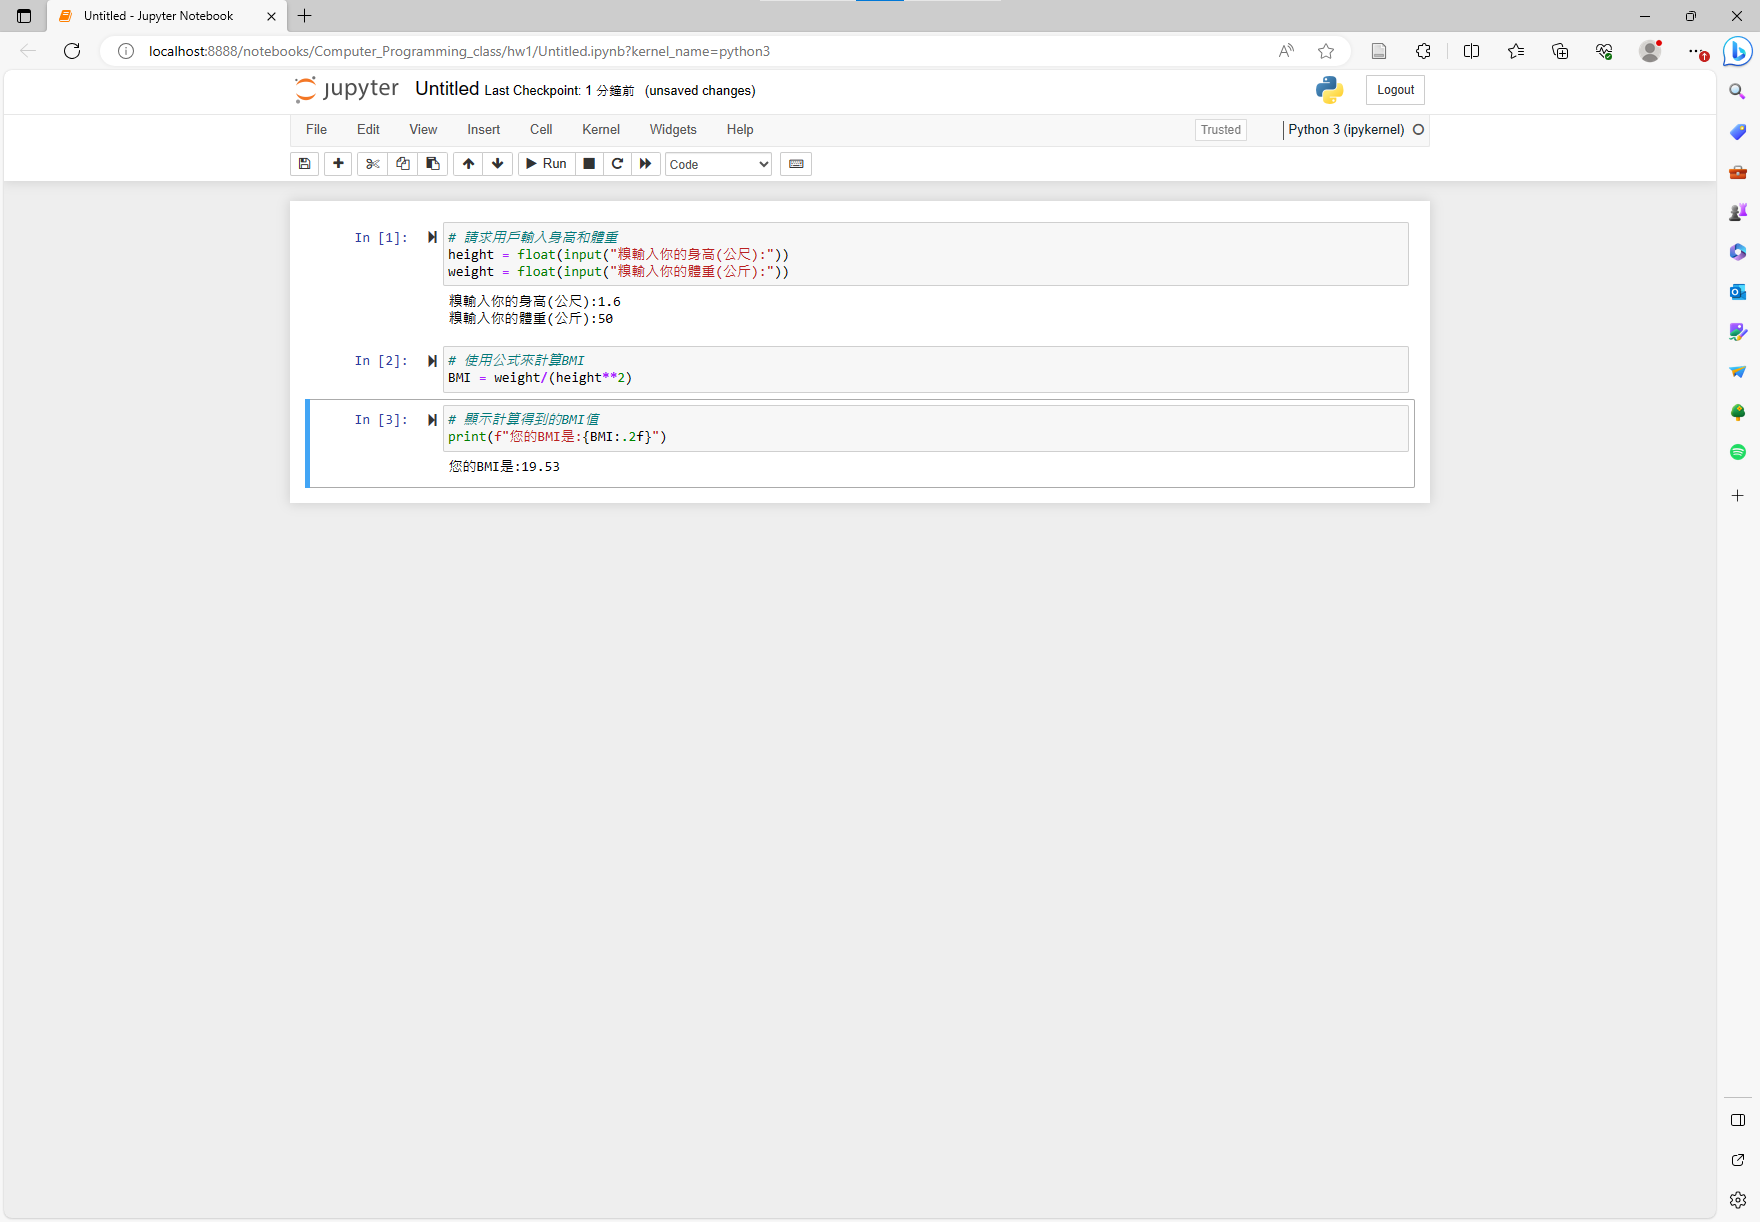 Untitled - Jupyter Notebook
localhost:8888/notebooks/Computer_Programming_class/hw1/Untitled.ipynb?kernel_name=python3
jupyter Untitled Last Checkpoint: 1 分鐘前 (unsaved changes)
Logout
File Edit View Insert Cell Kernel Widgets Help
Trusted
Python 3 (ipykernel)
Run
Code
In [1]:
# 請求用戶輸入身高和體重
height = float(input("糗輸入你的身高(公尺):"))
weight = float(input("糗輸入你的體重(公斤):"))
糗輸入你的身高(公尺):1.6
糗輸入你的體重(公斤):50
In [2]:
# 使用公式來計算BMI
BMI = weight/(height**2)
In [3]:
# 顯示計算得到的BMI值
print(f"您的BMI是:{BMI:.2f}")
您的BMI是:19.53